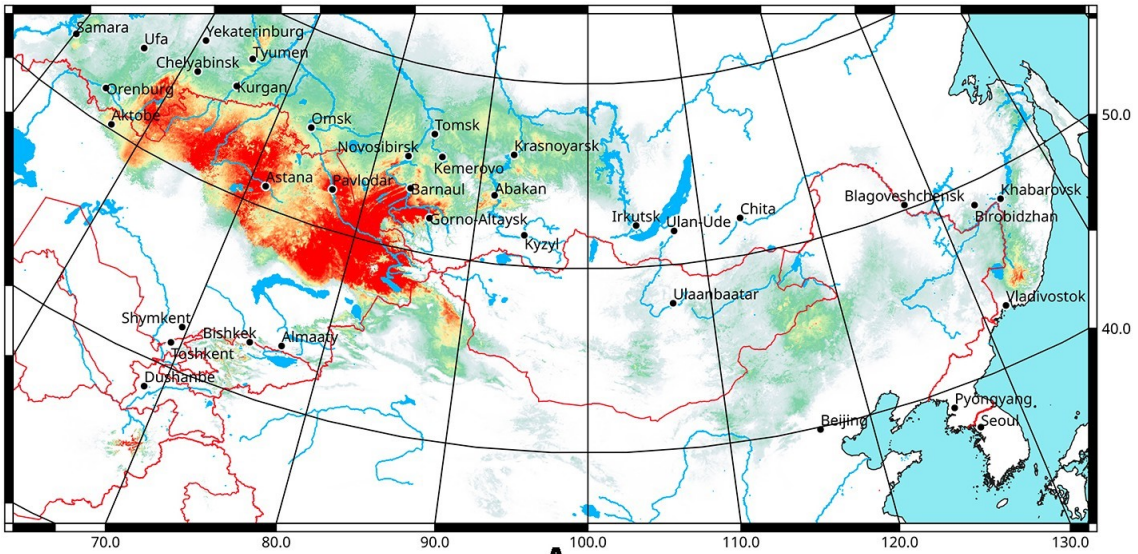 Samara
Ufa
Yekaterinburg
Tyumen
Chelyabinsk
Orenburg
Kurgan
Aktobe
Omsk
Tomsk
Novosibirsk
Krasnoyarsk
Kemerovo
Astana
Pavlodar
Barnaul
Abakan
Gorno-Altaysk
Kyzyl
Irkutsk
Ulan-Ude
Chita
Blagoveshchensk
Khabarovsk
Birobidzhan
Ulaanbaatar
Vladivostok
Shymkent
Bishkek
Almaaty
Toshkent
Dushanbe
Pyongyang
Beijing
Seoul
50.0
40.0
70.0
80.0
90.0
100.0
110.0
120.0
130.0